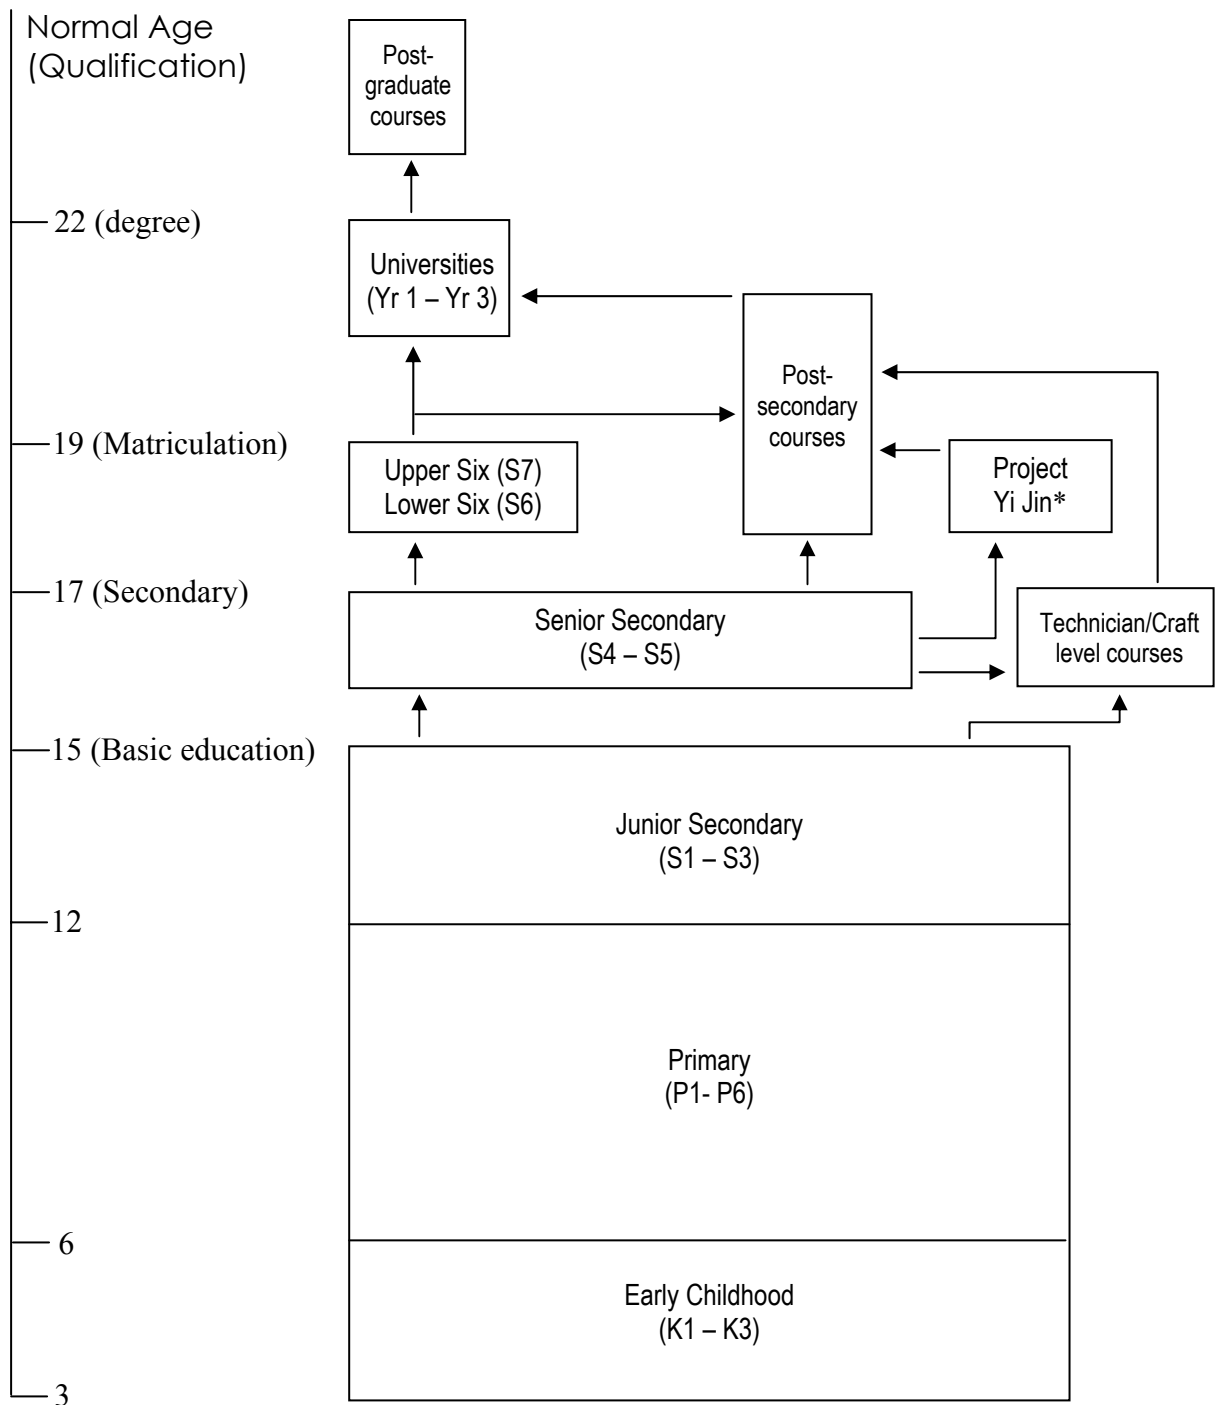 Normal Age
(Qualification)
Post-
graduate
courses
22 (degree)
Universities
(Yr 1 – Yr 3)
Post-
secondary
courses
19 (Matriculation)
Upper Six (S7)
Lower Six (S6)
Project
Yi Jin*
17 (Secondary)
Senior Secondary
(S4 – S5)
Technician/Craft
level courses
15 (Basic education)
Junior Secondary
(S1 – S3)
12
Primary
(P1- P6)
6
Early Childhood
(K1 – K3)
3